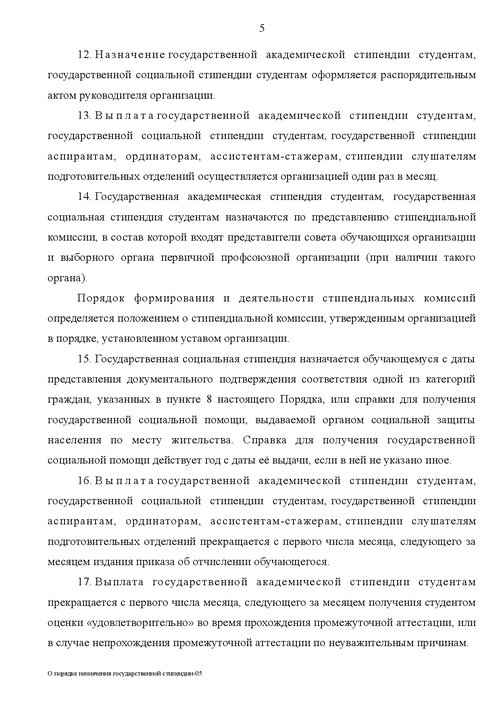 5
12. Назначение государственной академической стипендии студентам,
государственной социальной стипендии студентам оформляется распорядительным
актом руководителя организации.
13. Выплата государственной академической стипендии студентам,
государственной социальной стипендии студентам, государственной стипендии
аспирантам, ординаторам, ассистентам-стажерам, стипендии слушателям
подготовительных отделений осуществляется организацией один раз в месяц.
14. Государственная академическая стипендия студентам, государственная
социальная стипендия студентам назначаются по представлению стипендиальной
комиссии, в состав которой входят представители совета обучающихся организации
и выборного органа первичной профсоюзной организации (при наличии такого
органа).
Порядок формирования и деятельности стипендиальных комиссий
определяется положением о стипендиальной комиссии, утвержденным организацией
в порядке, установленном уставом организации.
15. Государственная социальная стипендия назначается обучающемуся с даты
представления документального подтверждения соответствия одной из категорий
граждан, указанных в пункте 8 настоящего Порядка, или справки для получения
государственной социальной помощи, выдаваемой органом социальной защиты
населения по месту жительства. Справка для получения государственной
социальной помощи действует год с даты её выдачи, если в ней не указано иное.
16. Выплата государственной академической стипендии студентам,
государственной социальной стипендии студентам, государственной стипендии
аспирантам, ординаторам, ассистентам-стажерам, стипендии слушателям
подготовительных отделений прекращается с первого числа месяца, следующего за
месяцем издания приказа об отчислении обучающегося.
17. Выплата государственной академической стипендии студентам
прекращается с первого числа месяца, следующего за месяцем получения студентом
оценки «удовлетворительно» во время прохождения промежуточной аттестации, или
в случае непрохождения промежуточной аттестации по неуважительным причинам.
О порядке назначения государственной стипендии-05